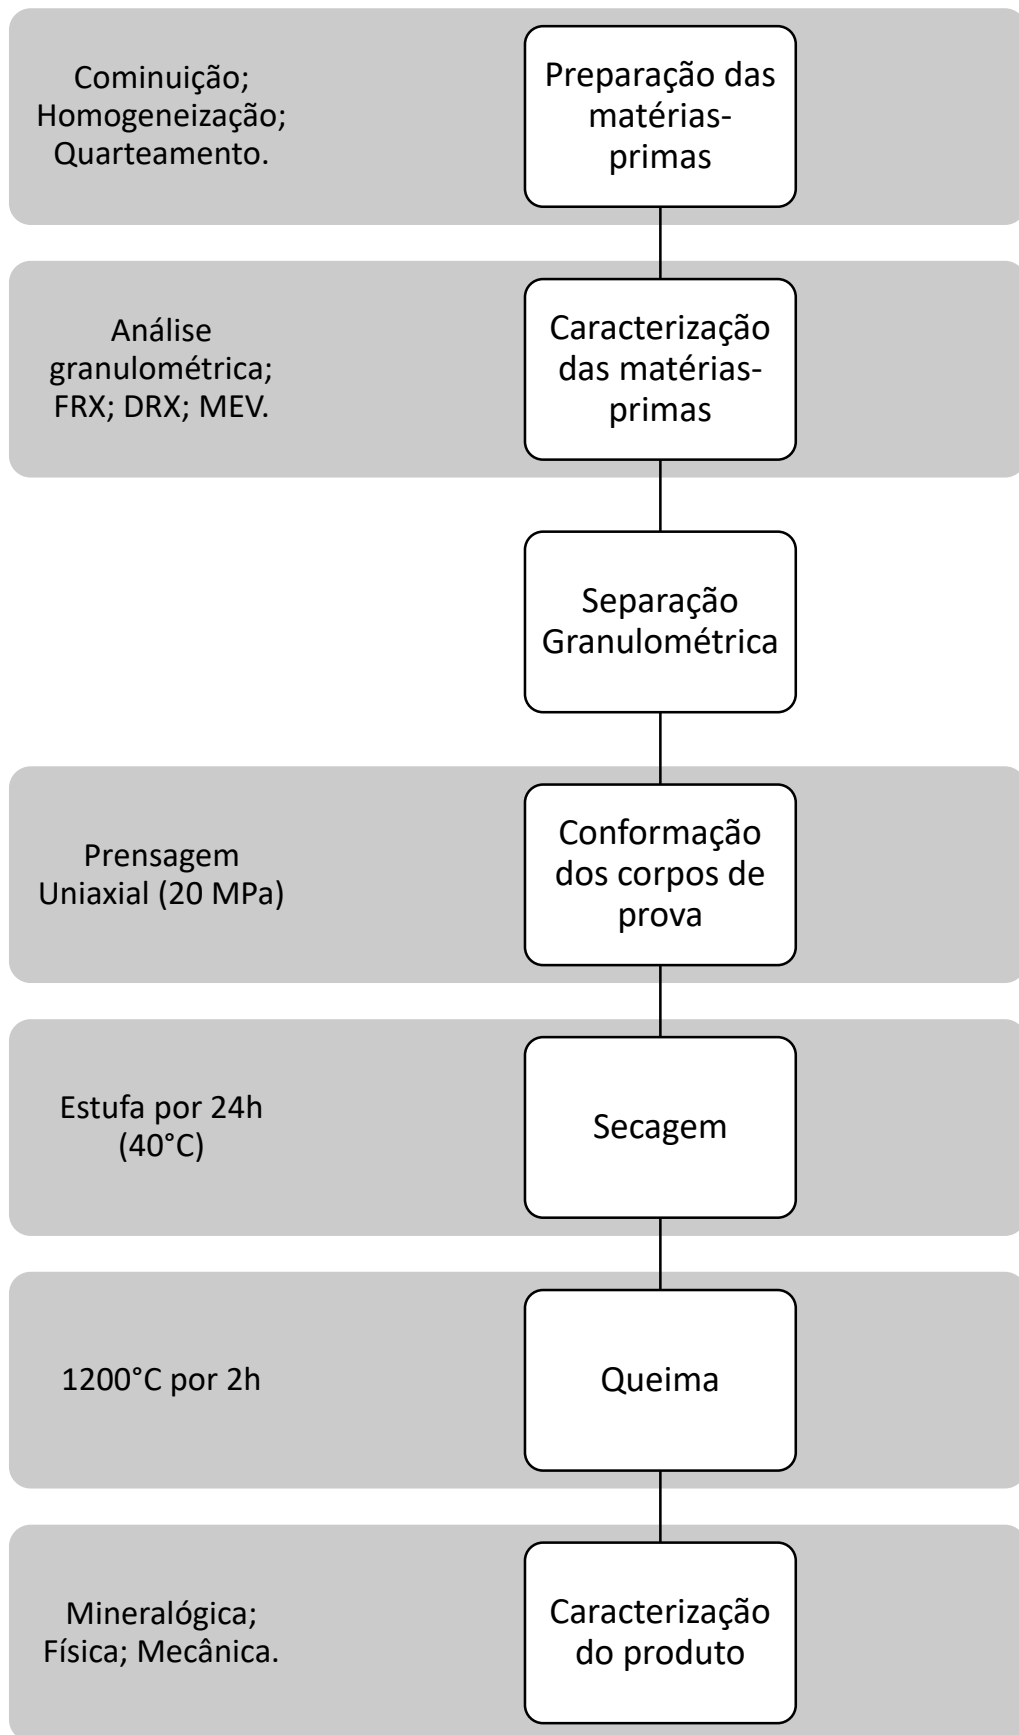 Cominuição;
Homogeneização;
Quarteamento.
Preparação das
matérias-
primas
Análise
granulométrica;
FRX; DRX; MEV.
Caracterização
das matérias-
primas
Separação
Granulométrica
Prensagem
Uniaxial (20 MPa)
Conformação
dos corpos de
prova
Estufa por 24h
(40°C)
Secagem
1200°C por 2h
Queima
Mineralógica;
Física; Mecânica.
Caracterização
do produto